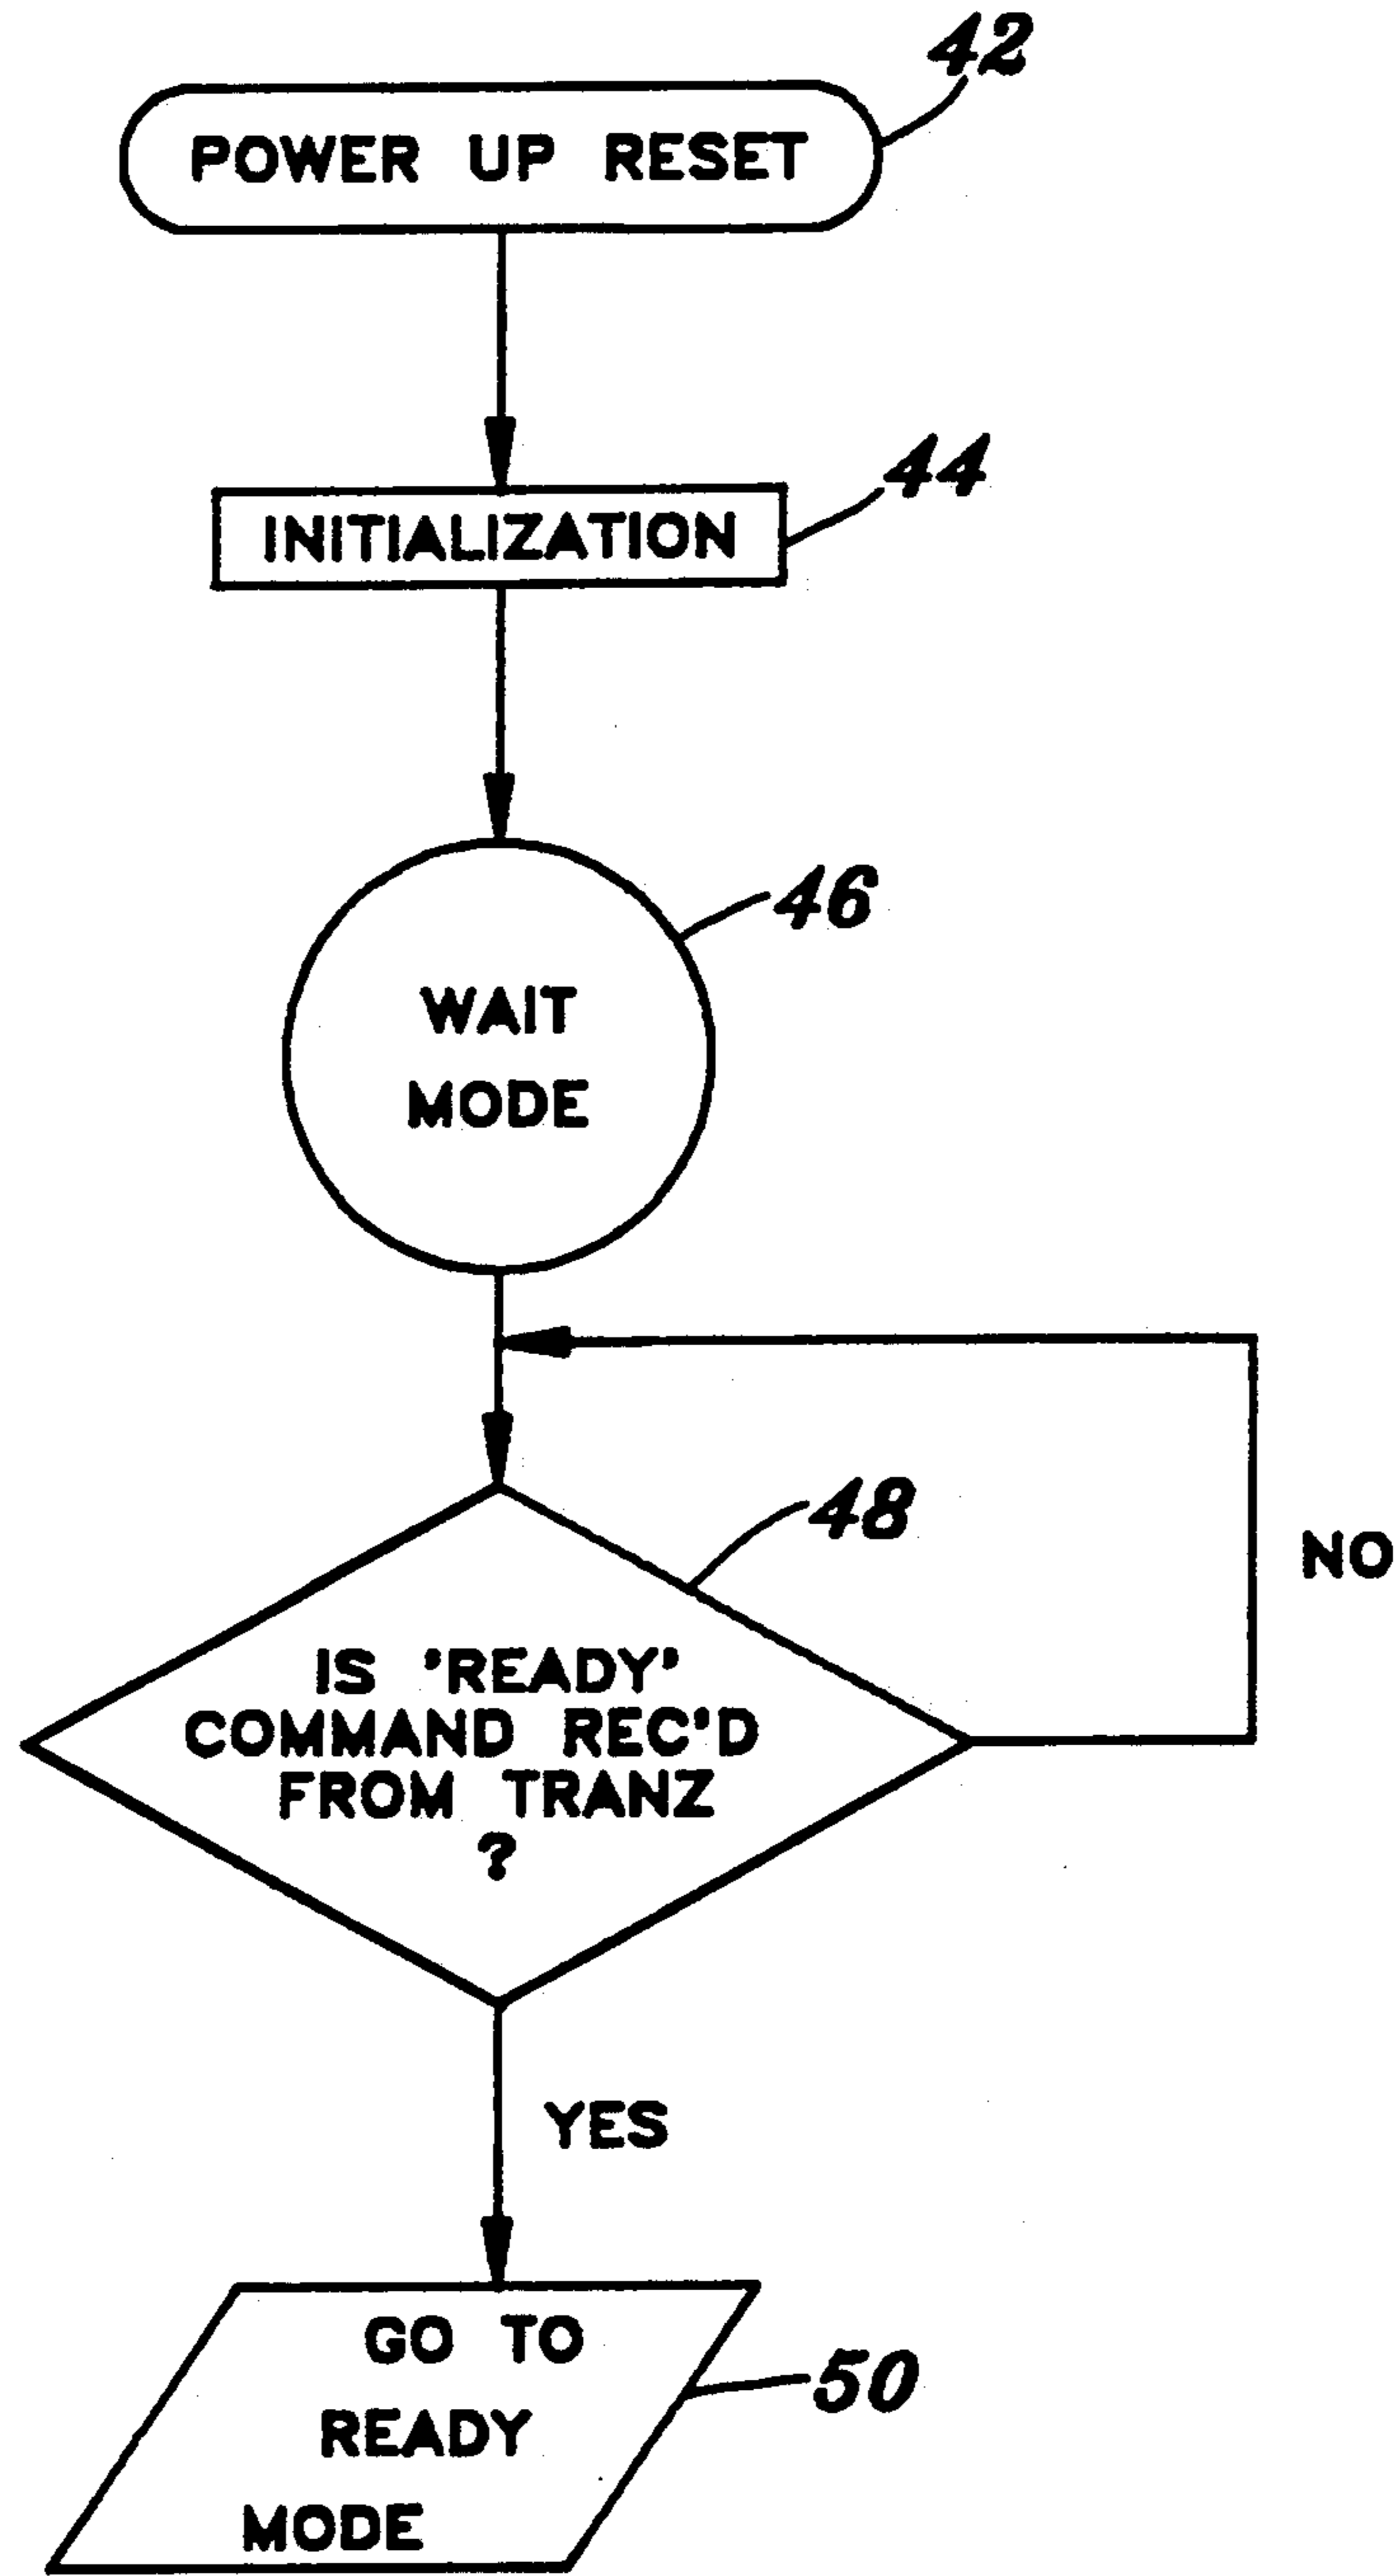 42
POWER UP RESET
44
INITIALIZATION
46
WAIT
MODE
48
NO
IS 'READY'
COMMAND REC'D
FROM TRANZ
?
YES
GO TO
50
READY
MODE